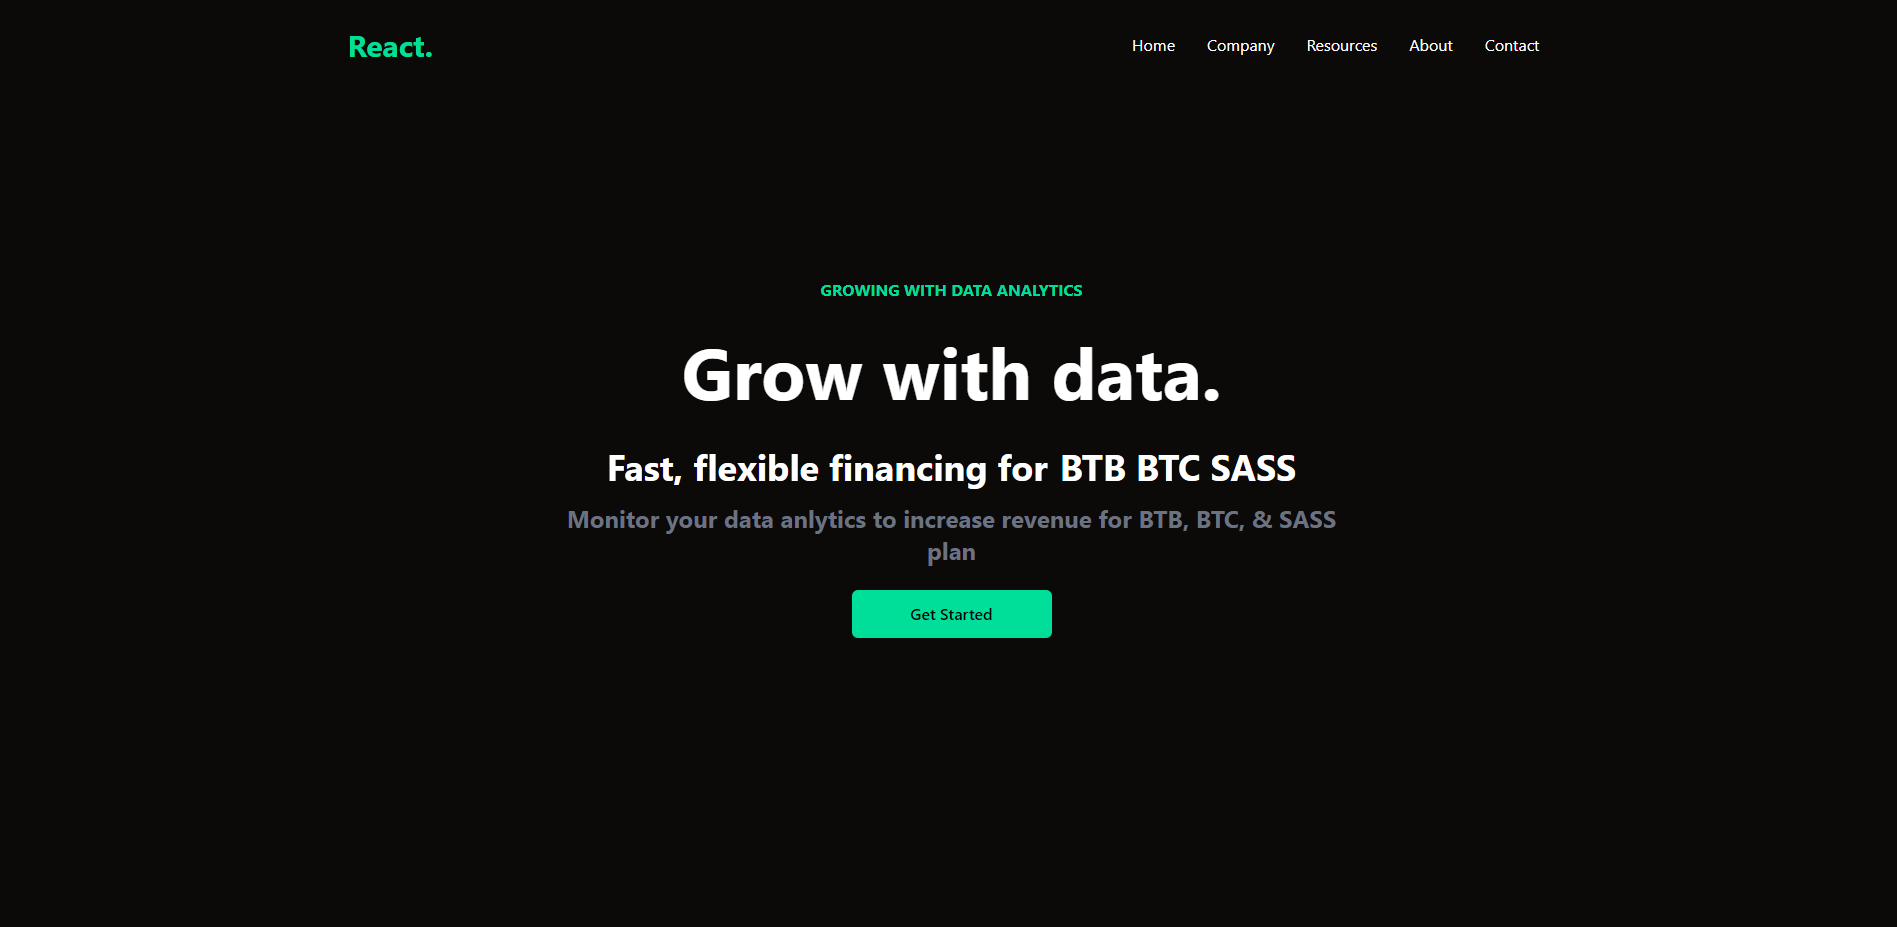 React.
Home Company Resources About Contact
GROWING WITH DATA ANALYTICS
Grow with data.
Fast, flexible financing for BTB BTC SASS
Monitor your data anlytics to increase revenue for BTB, BTC, & SASS
plan
Get Started